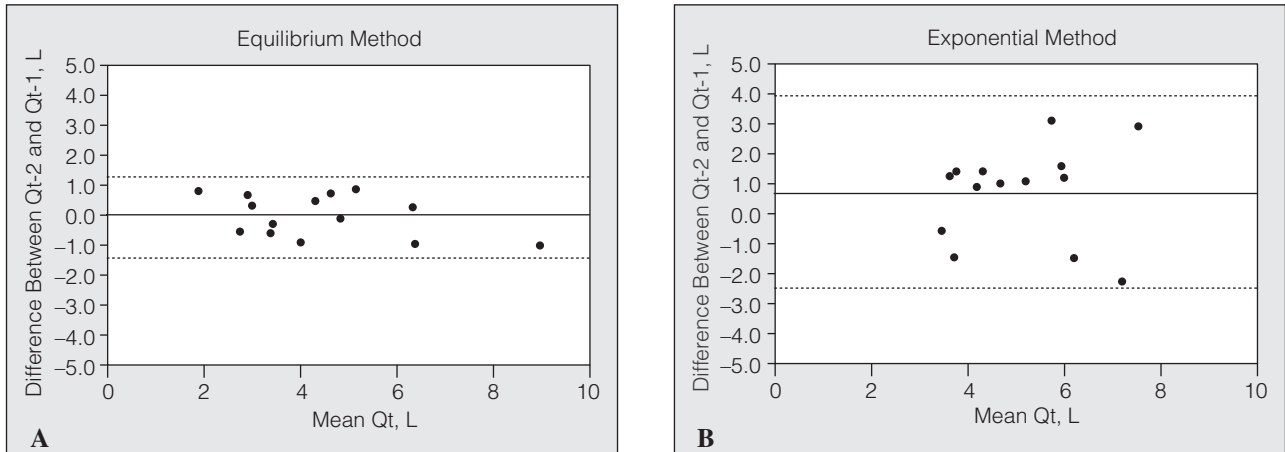 Equilibrium Method
Difference Between Qt-2 and Qt-1, L
5.0
4.0
3.0
2.0
1.0
0.0
−1.0
−2.0
−3.0
−4.0
−5.0
0 2 4 6 8 10
Mean Qt, L
A
Exponential Method
Difference Between Qt-2 and Qt-1, L
5.0
4.0
3.0
2.0
1.0
0.0
−1.0
−2.0
−3.0
−4.0
−5.0
0 2 4 6 8 10
Mean Qt, L
B